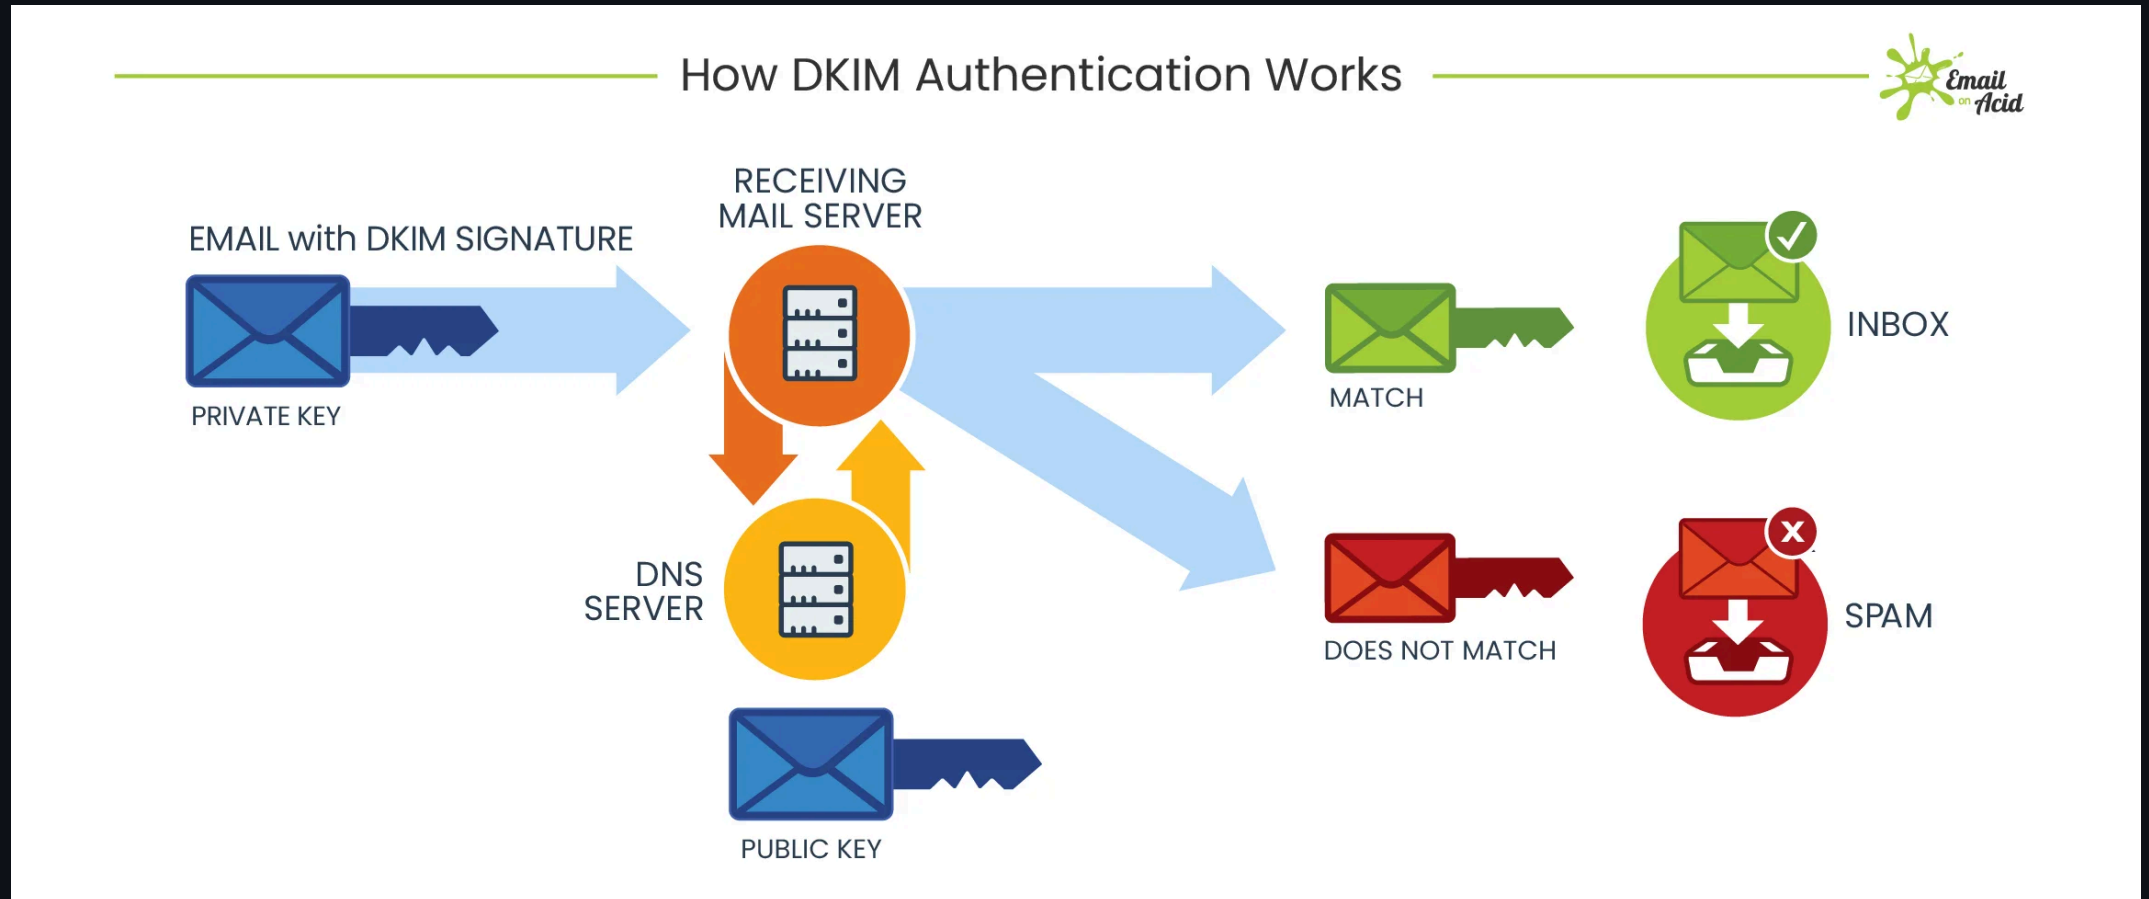 How DKIM Authentication Works
Email
on Acid
RECEIVING
MAIL SERVER
EMAIL with DKIM SIGNATURE
PRIVATE KEY
MATCH
INBOX
DNS
SERVER
DOES NOT MATCH
SPAM
PUBLIC KEY